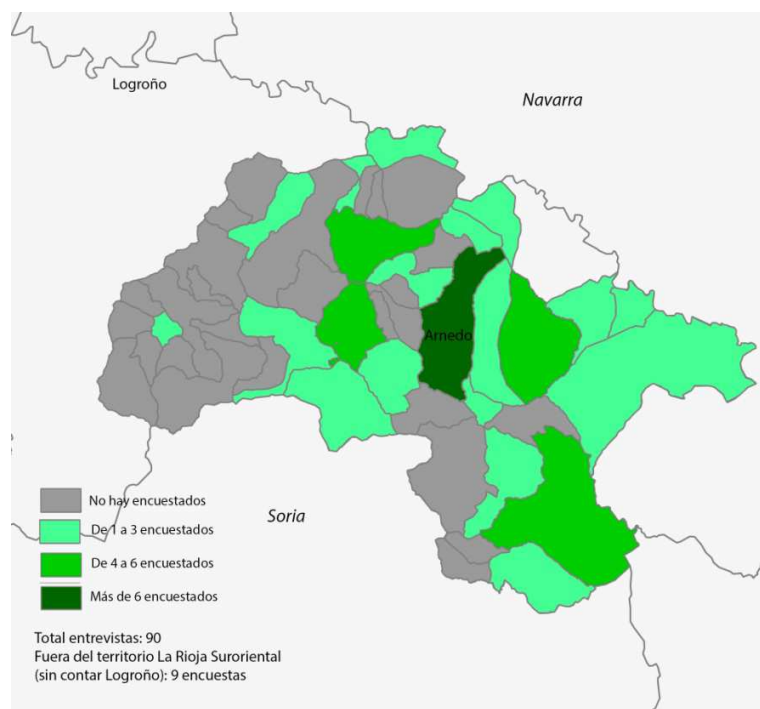 Logroño
Navarra
Arnedo
Soria
No hay encuestados
De 1 a 3 encuestados
De 4 a 6 encuestados
Más de 6 encuestados
Total entrevistas: 90
Fuera del territorio La Rioja Suroriental
(sin contar Logroño): 9 encuestas